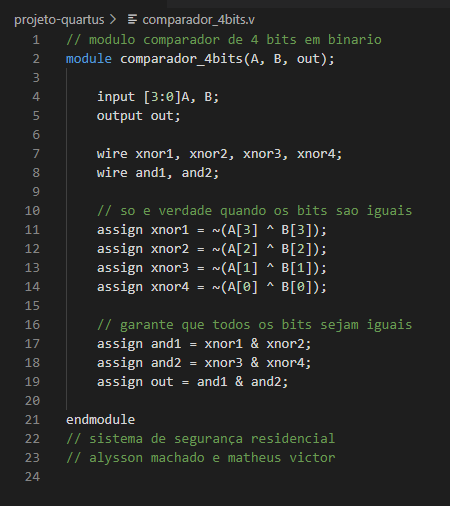 projeto-quartus > comparador_4bits.v
1 // modulo comparador de 4 bits em binario
2 module comparador_4bits(A, B, out);
3
4 input [3:0]A, B;
5 output out;
6
7 wire xnor1, xnor2, xnor3, xnor4;
8 wire and1, and2;
9
10 // so e verdade quando os bits sao iguais
11 assign xnor1 = ~(A[3] ^ B[3]);
12 assign xnor2 = ~(A[2] ^ B[2]);
13 assign xnor3 = ~(A[1] ^ B[1]);
14 assign xnor4 = ~(A[0] ^ B[0]);
15
16 // garante que todos os bits sejam iguais
17 assign and1 = xnor1 & xnor2;
18 assign and2 = xnor3 & xnor4;
19 assign out = and1 & and2;
20
21 endmodule
22 // sistema de segurança residencial
23 // alysson machado e matheus victor
24